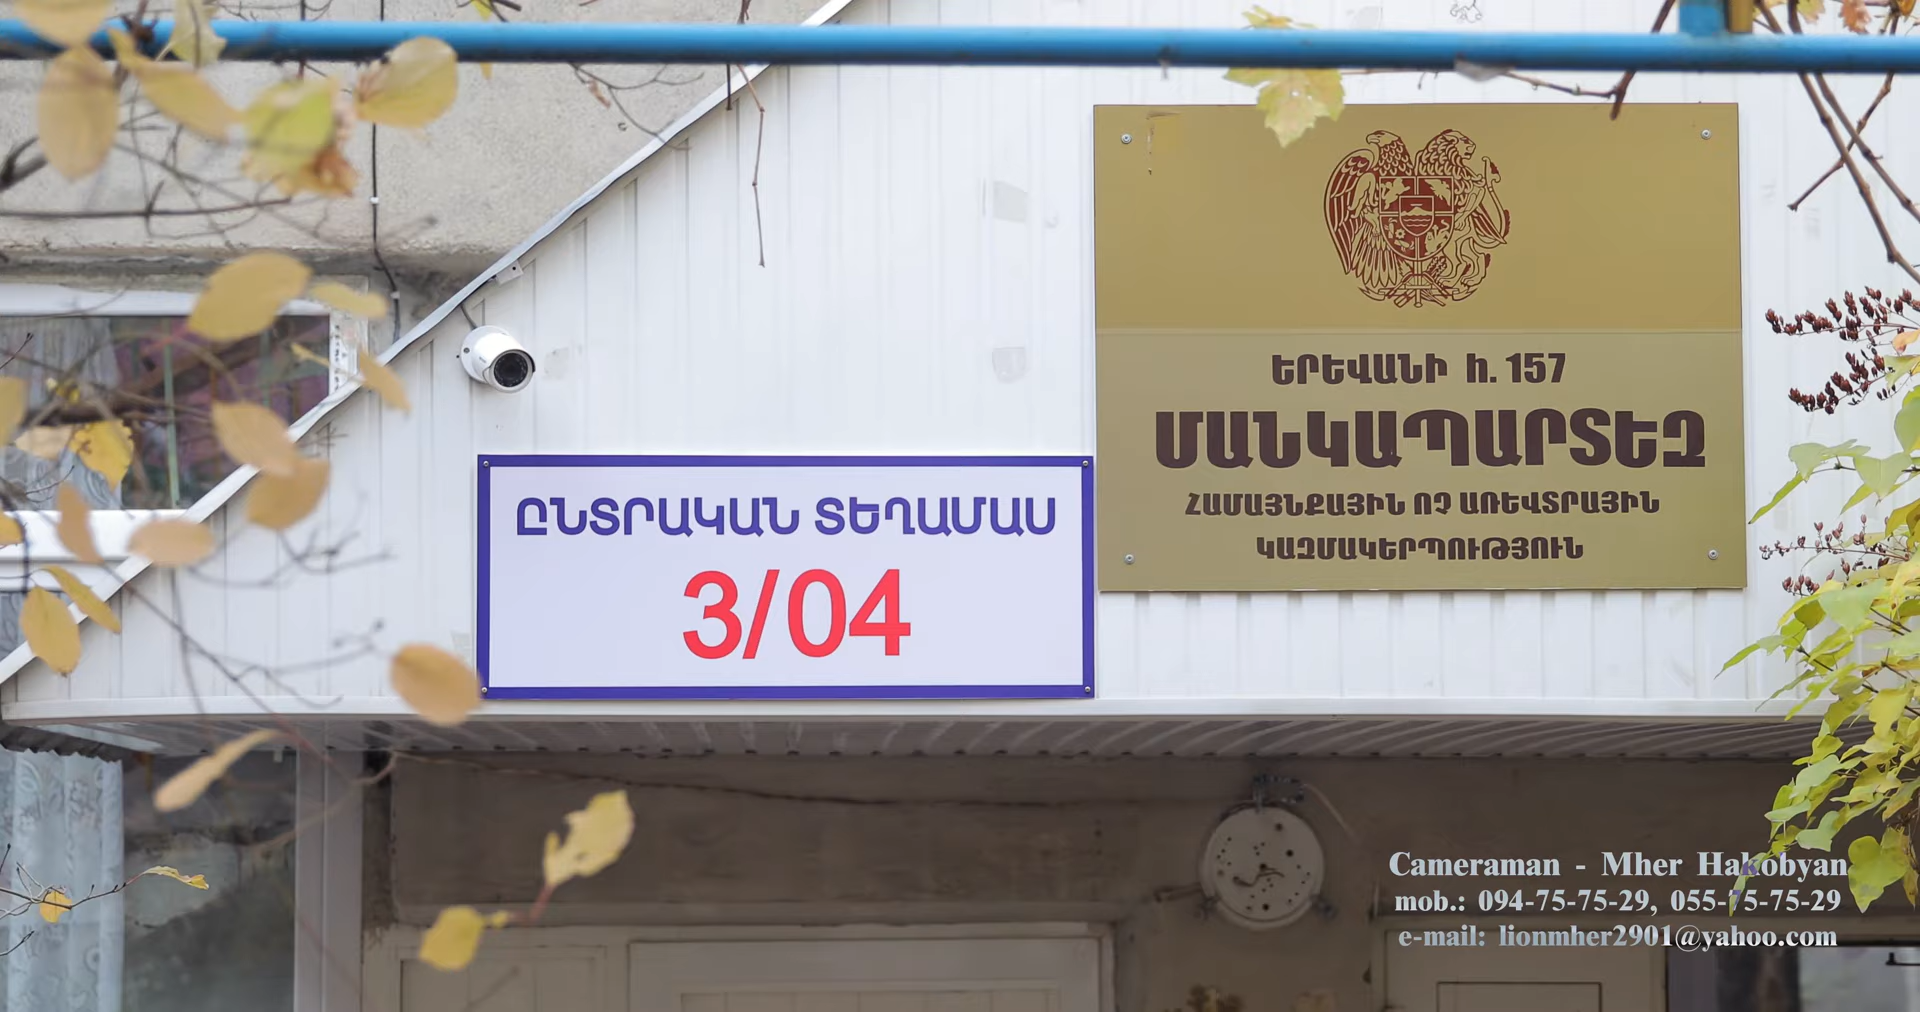 ԸՆՏՐԱԿԱՆ ՏԵՂԱՄԱՍ
3/04
ԵՐԵՎԱՆԻ հ. 157
ՄԱՆԿԱՊԱՐՏԵԶ
ՀԱՄԱՅՆՔԱՅԻՆ ՈՉ ԱՌԵՎՏՐԱՅԻՆ
ԿԱԶՄԱԿԵՐՊՈՒԹՅՈՒՆ
Cameraman - Mher Hakobyan
mob.: 094-75-75-29, 055-75-75-29
e-mail: lionmher2901@yahoo.com